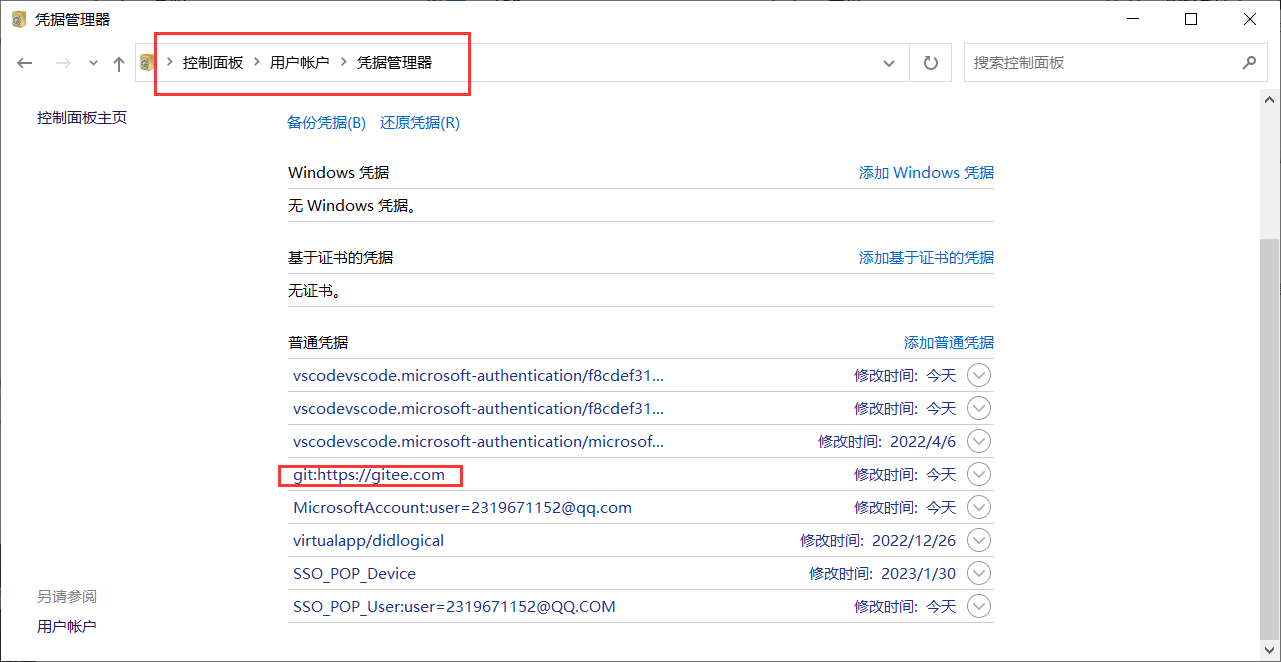 凭据管理器
控制面板 用户帐户 凭据管理器 搜索控制面板
控制面板主页
备份凭据(B) 还原凭据(R)
Windows 凭据 添加 Windows 凭据
无 Windows 凭据。
基于证书的凭据 添加基于证书的凭据
无证书。
普通凭据 添加普通凭据
vscodevscode.microsoft-authentication/f8cdef31... 修改时间: 今天
vscodevscode.microsoft-authentication/f8cdef31... 修改时间: 今天
vscodevscode.microsoft-authentication/microsof... 修改时间: 2022/4/6
git:https://gitee.com 修改时间: 今天
MicrosoftAccount:user=2319671152@qq.com 修改时间: 今天
virtualapp/didlogical 修改时间: 2022/12/26
SSO_POP_Device 修改时间: 2023/1/30
SSO_POP_User:user=2319671152@QQ.COM 修改时间: 今天
另请参阅
用户帐户